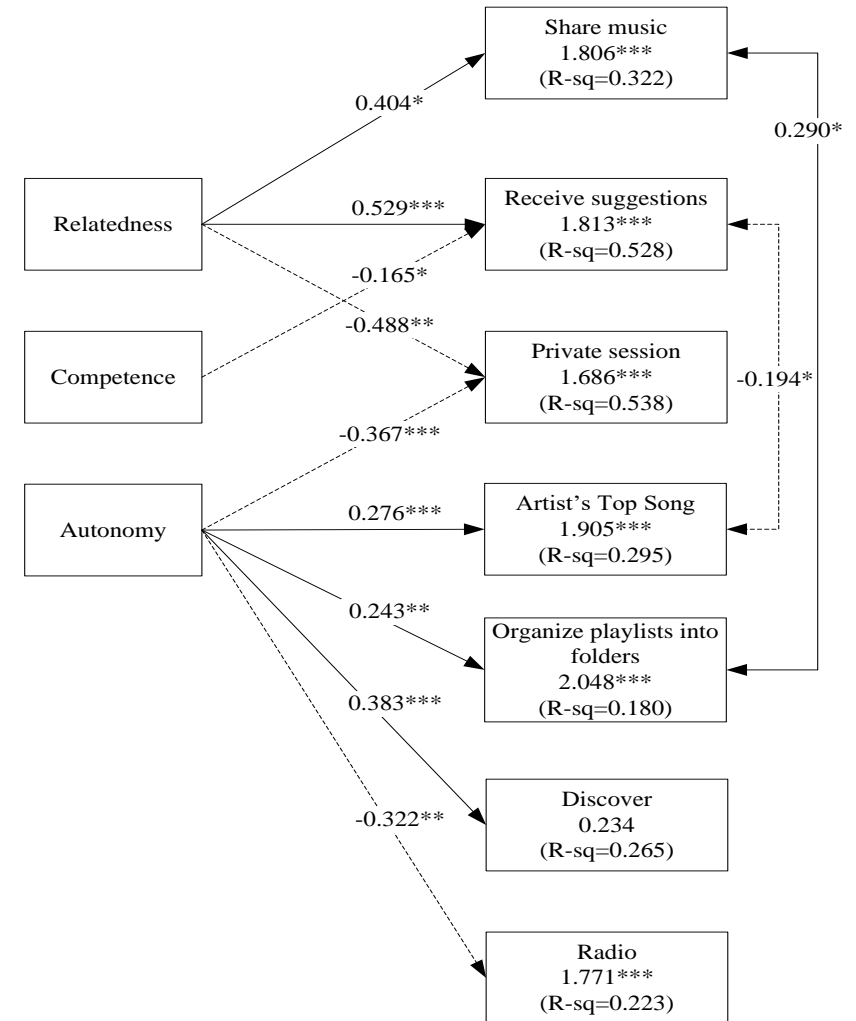 Share music
1.806***
(R-sq=0.322)
0.404*
0.290*
Relatedness
0.529***
Receive suggestions
1.813***
(R-sq=0.528)
-0.165*
-0.488**
Competence
Private session
1.686***
(R-sq=0.538)
-0.194*
-0.367***
Autonomy
0.276***
Artist's Top Song
1.905***
(R-sq=0.295)
0.243**
Organize playlists into
folders
2.048***
(R-sq=0.180)
0.383***
Discover
0.234
(R-sq=0.265)
-0.322**
Radio
1.771***
(R-sq=0.223)